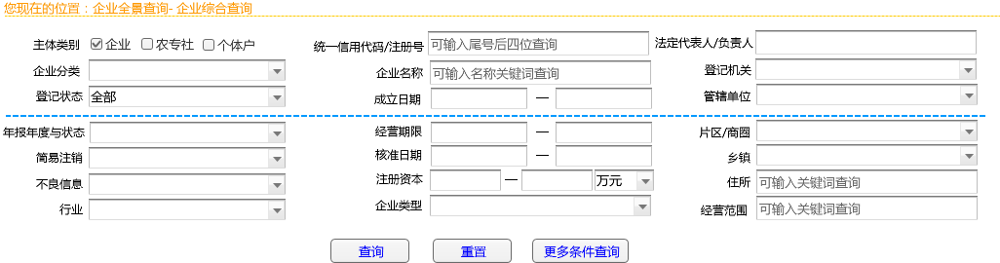 您现在的位置：企业全景查询- 企业综合查询
主体类别 企业 农专社 个体户 统一信用代码/注册号 可输入尾号后四位查询 法定代表人/负责人
企业分类 企业名称 可输入名称关键词查询 登记机关
登记状态 全部 成立日期 — 管辖单位
年报年度与状态 经营期限 — 片区/商圈
简易注销 核准日期 — 乡镇
不良信息 注册资本 — 万元 住所 可输入关键词查询
行业 企业类型 经营范围 可输入关键词查询
查询 重置 更多条件查询